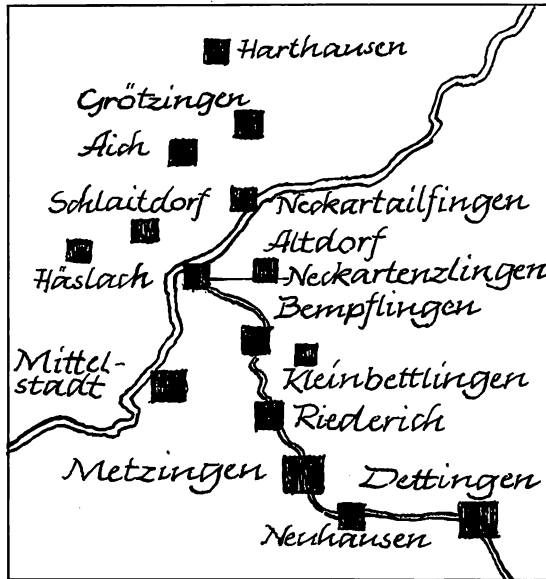 Harthausen
Grötzingen
Aich
Schlaitdorf
Neckartailfingen
Altdorf
Häslach
Neckartenzlingen
Bempflingen
Mittel-
stadt
Kleinbettlingen
Riederich
Metzingen
Dettingen
Neuhausen